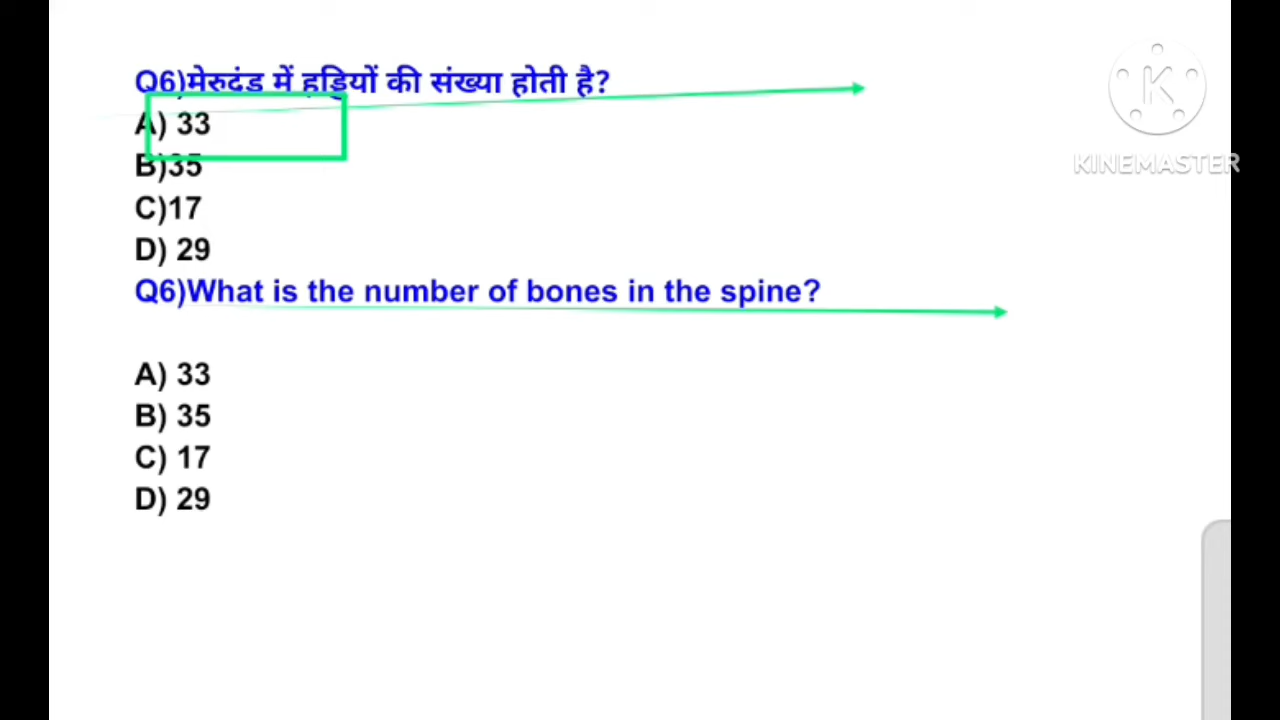 Q6)मेरुदंड में हड्डियों की संख्या होती है?
A) 33
B)35
C)17
D) 29
Q6)What is the number of bones in the spine?
A) 33
B) 35
C) 17
D) 29
K
KINEMASTER